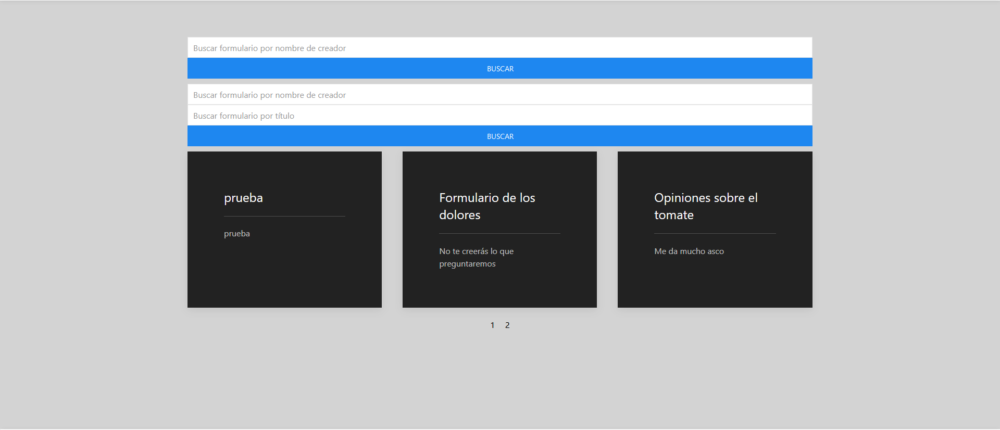 Buscar formulario por nombre de creador
BUSCAR
Buscar formulario por nombre de creador
Buscar formulario por título
BUSCAR
prueba
prueba
Formulario de los
dolores
No te creerás lo que
preguntaremos
Opiniones sobre el
tomate
Me da mucho asco
1 2